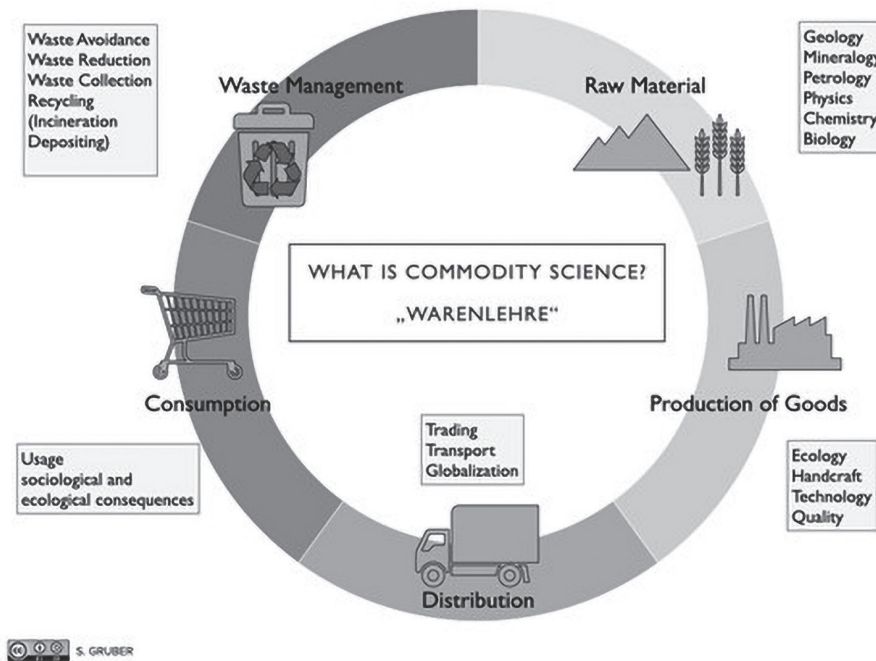 Waste Avoidance
Waste Reduction
Waste Collection
Recycling
(Incineration
Depositing)
Waste Management
Raw Material
Geology
Mineralogy
Petrology
Physics
Chemistry
Biology
WHAT IS COMMODITY SCIENCE?
„WARENLEHRE“
Consumption
Production of Goods
Usage
sociological and
ecological consequences
Trading
Transport
Globalization
Ecology
Handcraft
Technology
Quality
Distribution
cc
S. GRUBER